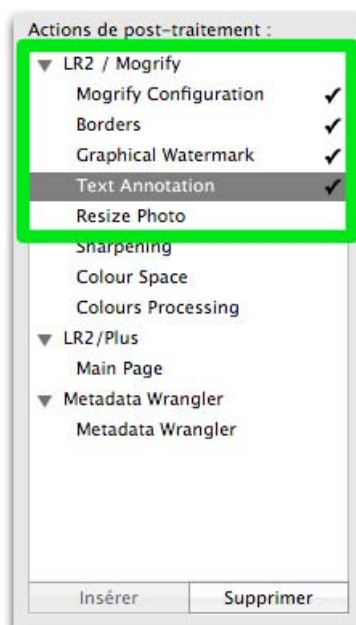 Actions de post-traitement :
LR2 / Mogrify
Mogrify Configuration ✓
Borders ✓
Graphical Watermark ✓
Text Annotation ✓
Resize Photo
Sharpening
Colour Space
Colours Processing
LR2/Plus
Main Page
Metadata Wrangler
Metadata Wrangler
Insérer Supprimer